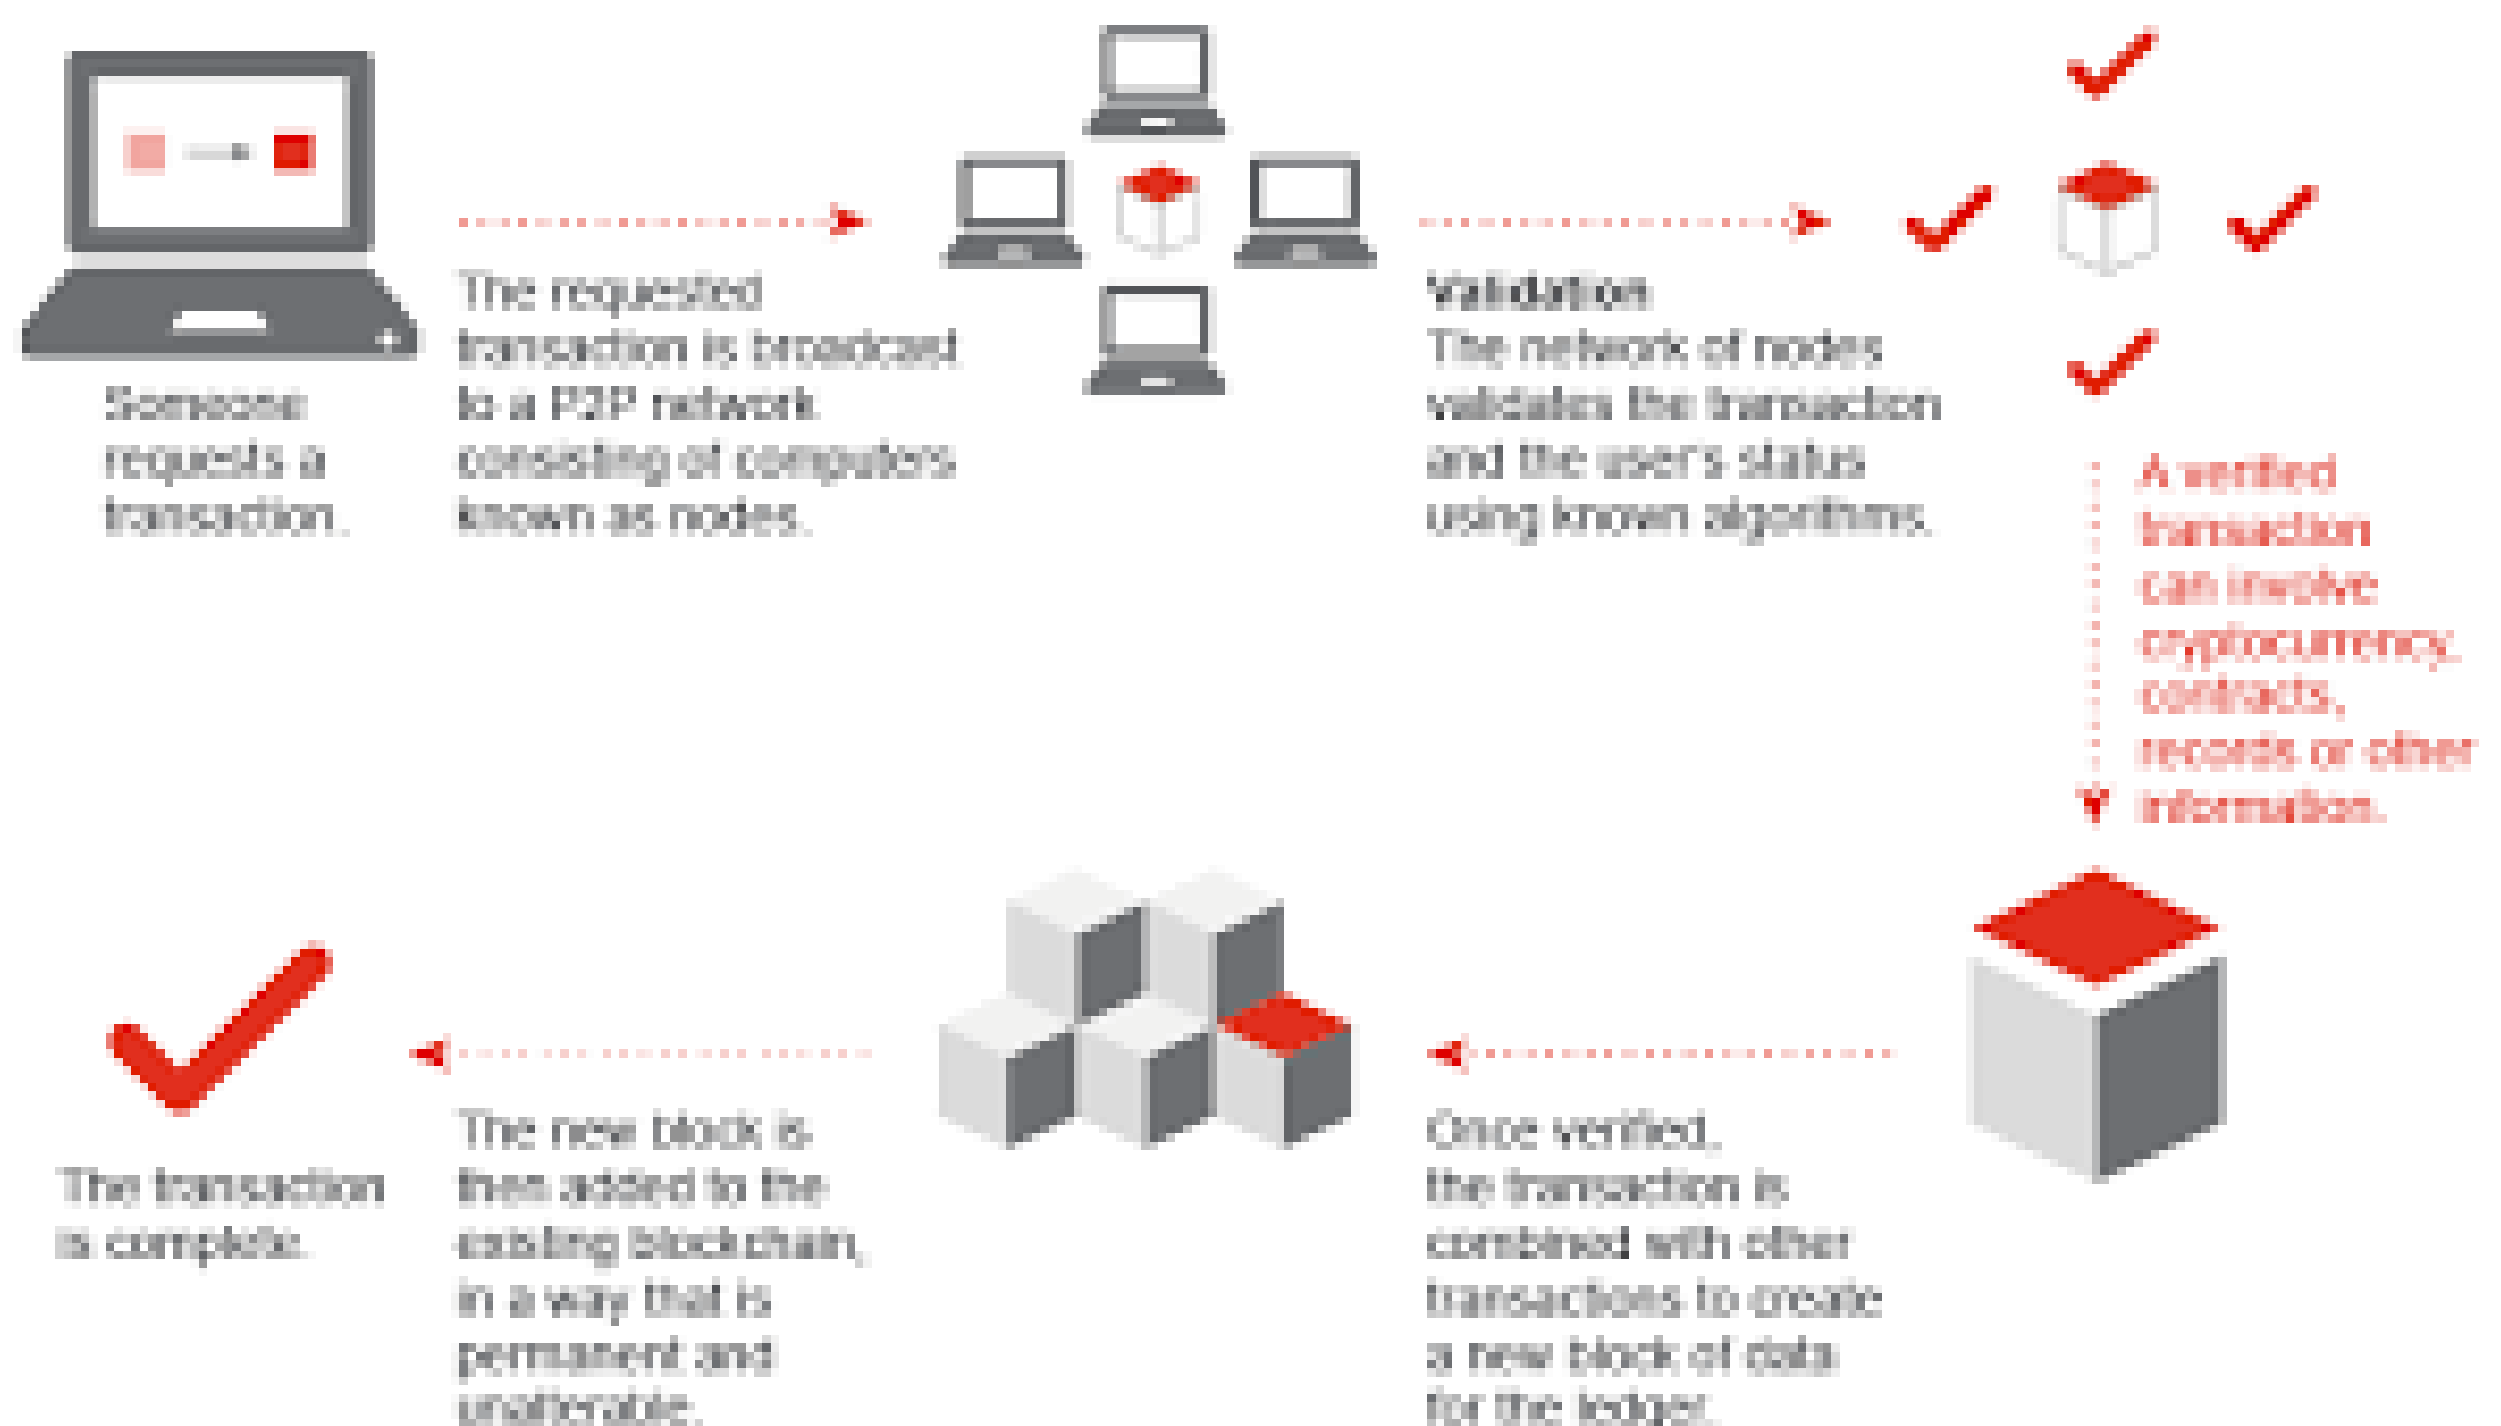 Someone
requests a
transaction.
The requested
transaction is broadcast
to a P2P network
consisting of computers
known as nodes.
Validation
The network of nodes
validates the transaction
and the user's status
using known algorithms.
A verified
transaction
can involve
cryptocurrency,
contracts,
records or other
information.
Once verified,
the transaction is
combined with other
transactions to create
a new block of data
for the ledger.
The new block is
then added to the
existing blockchain,
in a way that is
permanent and
unalterable.
The transaction
is complete.